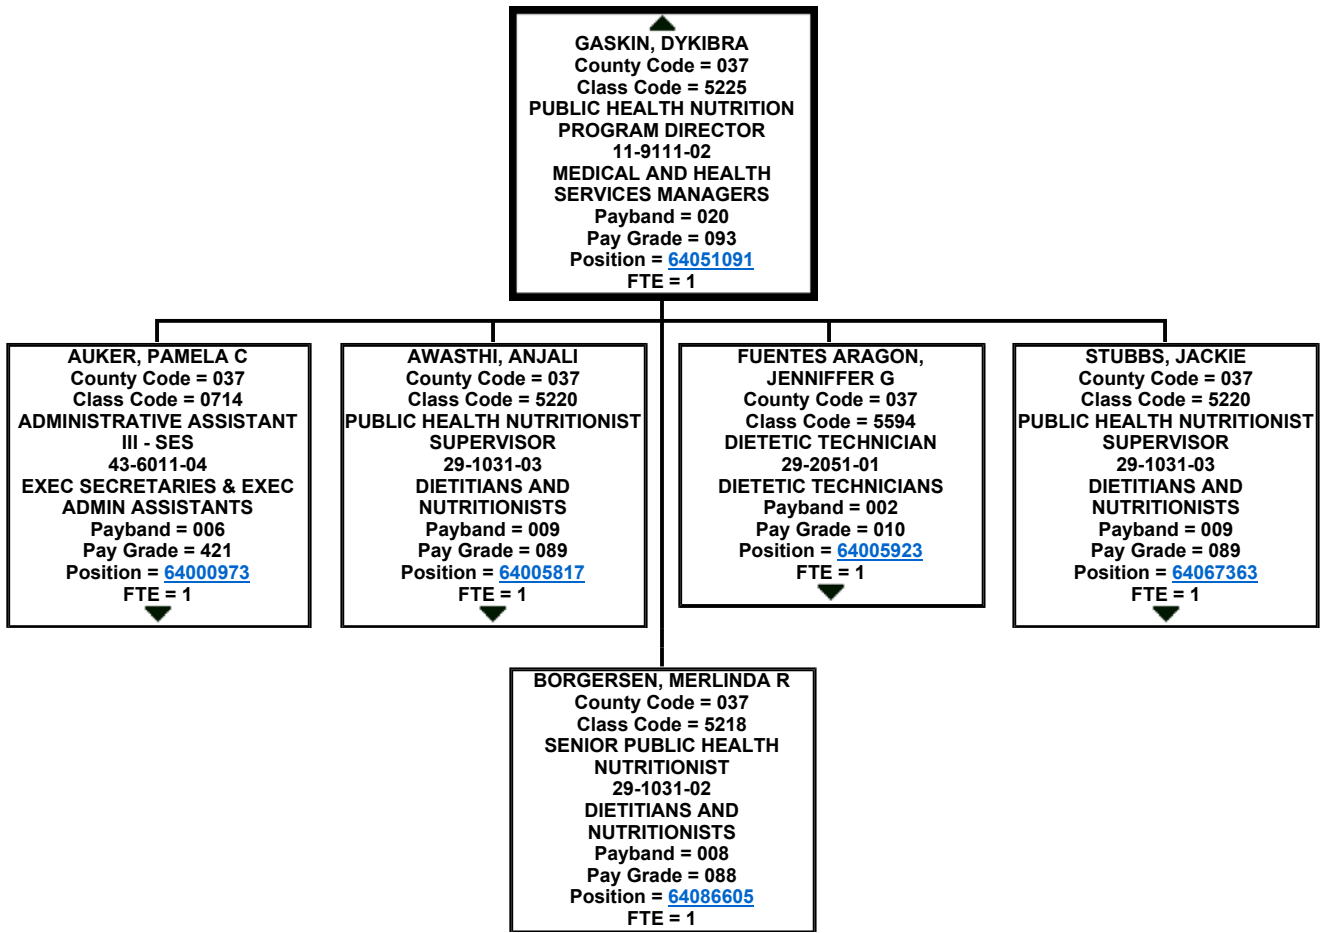 GASKIN, DYKIBRA
County Code = 037
Class Code = 5225
PUBLIC HEALTH NUTRITION
PROGRAM DIRECTOR
11-9111-02
MEDICAL AND HEALTH
SERVICES MANAGERS
Payband = 020
Pay Grade = 093
Position = 64051091
FTE = 1
AUKER, PAMELA C
County Code = 037
Class Code = 0714
ADMINISTRATIVE ASSISTANT
III - SES
43-6011-04
EXEC SECRETARIES & EXEC
ADMIN ASSISTANTS
Payband = 006
Pay Grade = 421
Position = 64000973
FTE = 1
AWASTHI, ANJALI
County Code = 037
Class Code = 5220
PUBLIC HEALTH NUTRITIONIST
SUPERVISOR
29-1031-03
DIETITIANS AND
NUTRITIONISTS
Payband = 009
Pay Grade = 089
Position = 64005817
FTE = 1
FUENTES ARAGON,
JENNIFFER G
County Code = 037
Class Code = 5594
DIETETIC TECHNICIAN
29-2051-01
DIETETIC TECHNICIANS
Payband = 002
Pay Grade = 010
Position = 64005923
FTE = 1
STUBBS, JACKIE
County Code = 037
Class Code = 5220
PUBLIC HEALTH NUTRITIONIST
SUPERVISOR
29-1031-03
DIETITIANS AND
NUTRITIONISTS
Payband = 009
Pay Grade = 089
Position = 64067363
FTE = 1
BORGERSEN, MERLINDA R
County Code = 037
Class Code = 5218
SENIOR PUBLIC HEALTH
NUTRITIONIST
29-1031-02
DIETITIANS AND
NUTRITIONISTS
Payband = 008
Pay Grade = 088
Position = 64086605
FTE = 1